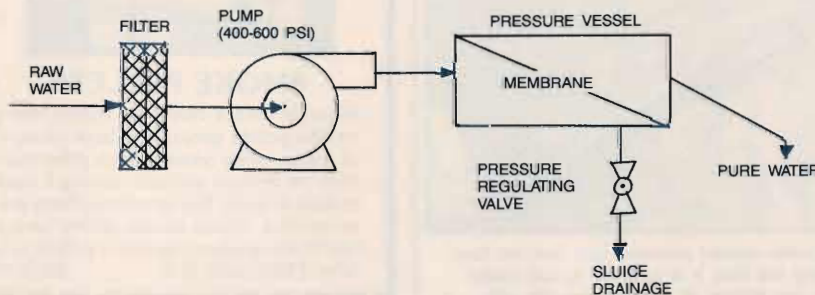 PUMP
(400-600 PSI)
FILTER
PRESSURE VESSEL
RAW
WATER
MEMBRANE
PRESSURE
REGULATING
VALVE
PURE WATER
SLUICE
DRAINAGE